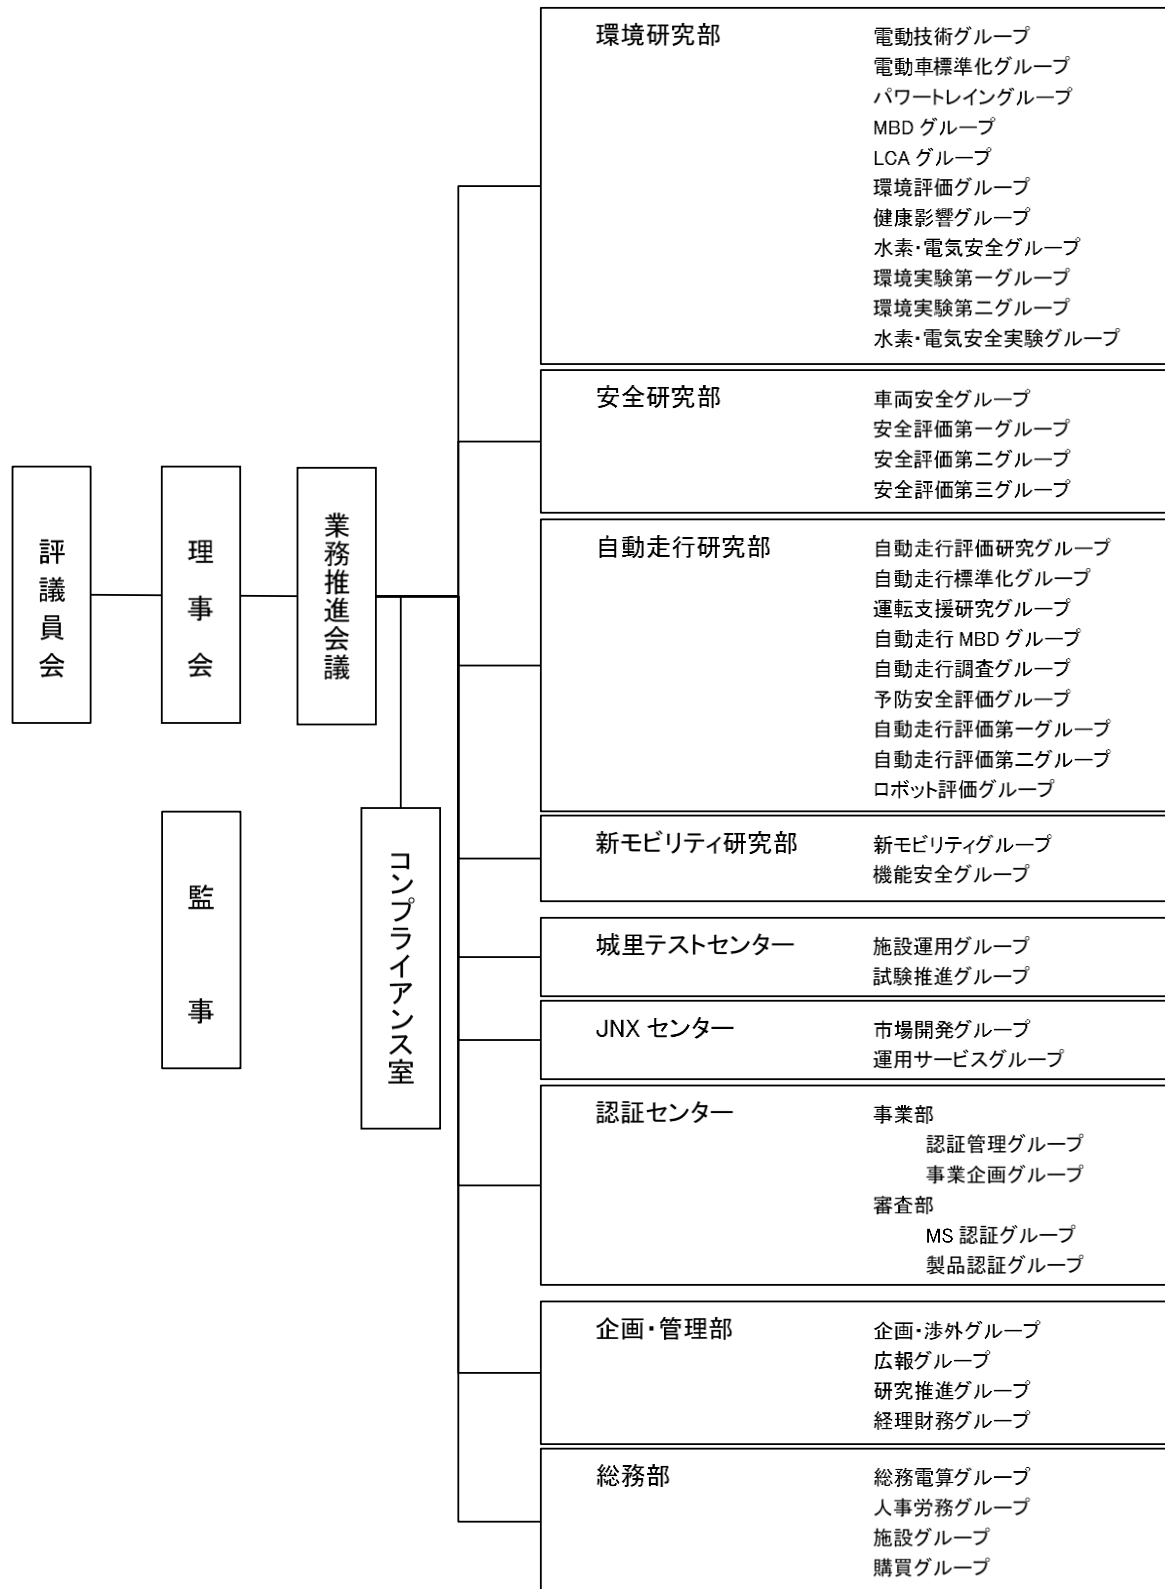 評議員会
理事会
業務推進会議
監事
コンプライアンス室
環境研究部
電動技術グループ
電動車標準化グループ
パワートレイングループ
MBD グループ
LCA グループ
環境評価グループ
健康影響グループ
水素・電気安全グループ
環境実験第一グループ
環境実験第二グループ
水素・電気安全実験グループ
安全研究部
車両安全グループ
安全評価第一グループ
安全評価第二グループ
安全評価第三グループ
自動走行研究部
自動走行評価研究グループ
自動走行標準化グループ
運転支援研究グループ
自動走行 MBD グループ
自動走行調査グループ
予防安全評価グループ
自動走行評価第一グループ
自動走行評価第二グループ
ロボット評価グループ
新モビリティ研究部
新モビリティグループ
機能安全グループ
城里テストセンター
施設運用グループ
試験推進グループ
JNX センター
市場開発グループ
運用サービスグループ
認証センター
事業部
認証管理グループ
事業企画グループ
審査部
MS 認証グループ
製品認証グループ
企画・管理部
企画・渉外グループ
広報グループ
研究推進グループ
経理財務グループ
総務部
総務電算グループ
人事労務グループ
施設グループ
購買グループ